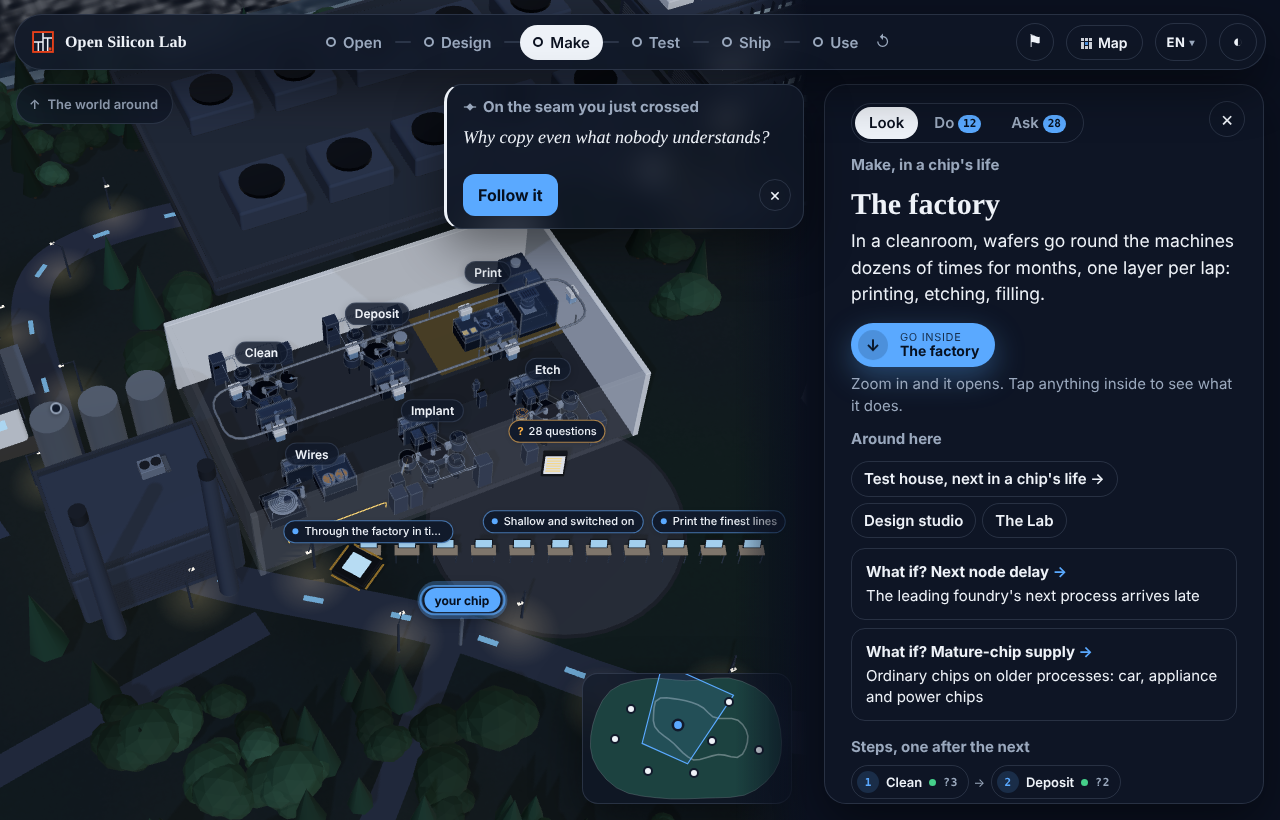 Open Silicon Lab
Open
Design
Make
Test
Ship
Use
Map
EN
The world around
On the seam you just crossed
Why copy even what nobody understands?
Follow it
Print
Deposit
Clean
Etch
Implant
? 28 questions
Wires
Through the factory in ti...
Shallow and switched on
Print the finest lines
your chip
Look
Do 12
Ask 28
Make, in a chip's life
The factory
In a cleanroom, wafers go round the machines
dozens of times for months, one layer per lap:
printing, etching, filling.
GO INSIDE
The factory
Zoom in and it opens. Tap anything inside to see what
it does.
Around here
Test house, next in a chip's life →
Design studio
The Lab
What if? Next node delay →
The leading foundry's next process arrives late
What if? Mature-chip supply →
Ordinary chips on older processes: car, appliance
and power chips
Steps, one after the next
1 Clean ?3 → 2 Deposit ?2